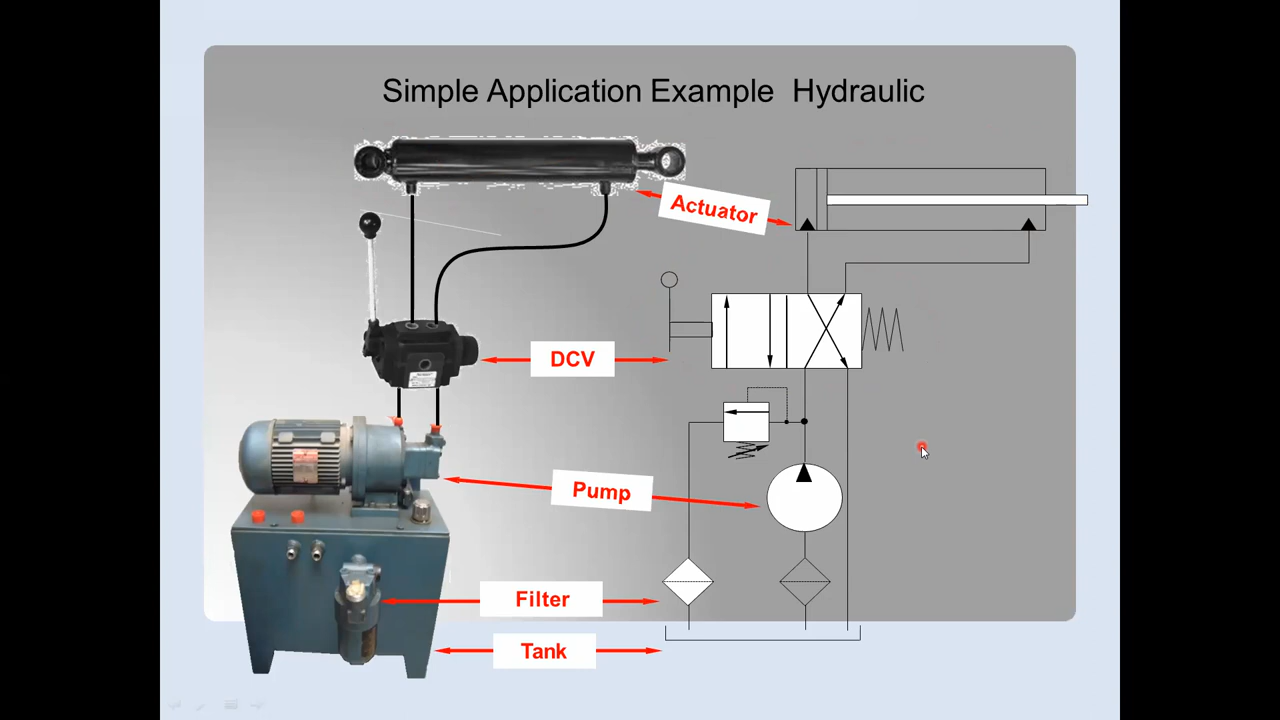 Simple Application Example Hydraulic
Actuator
DCV
Pump
Filter
Tank